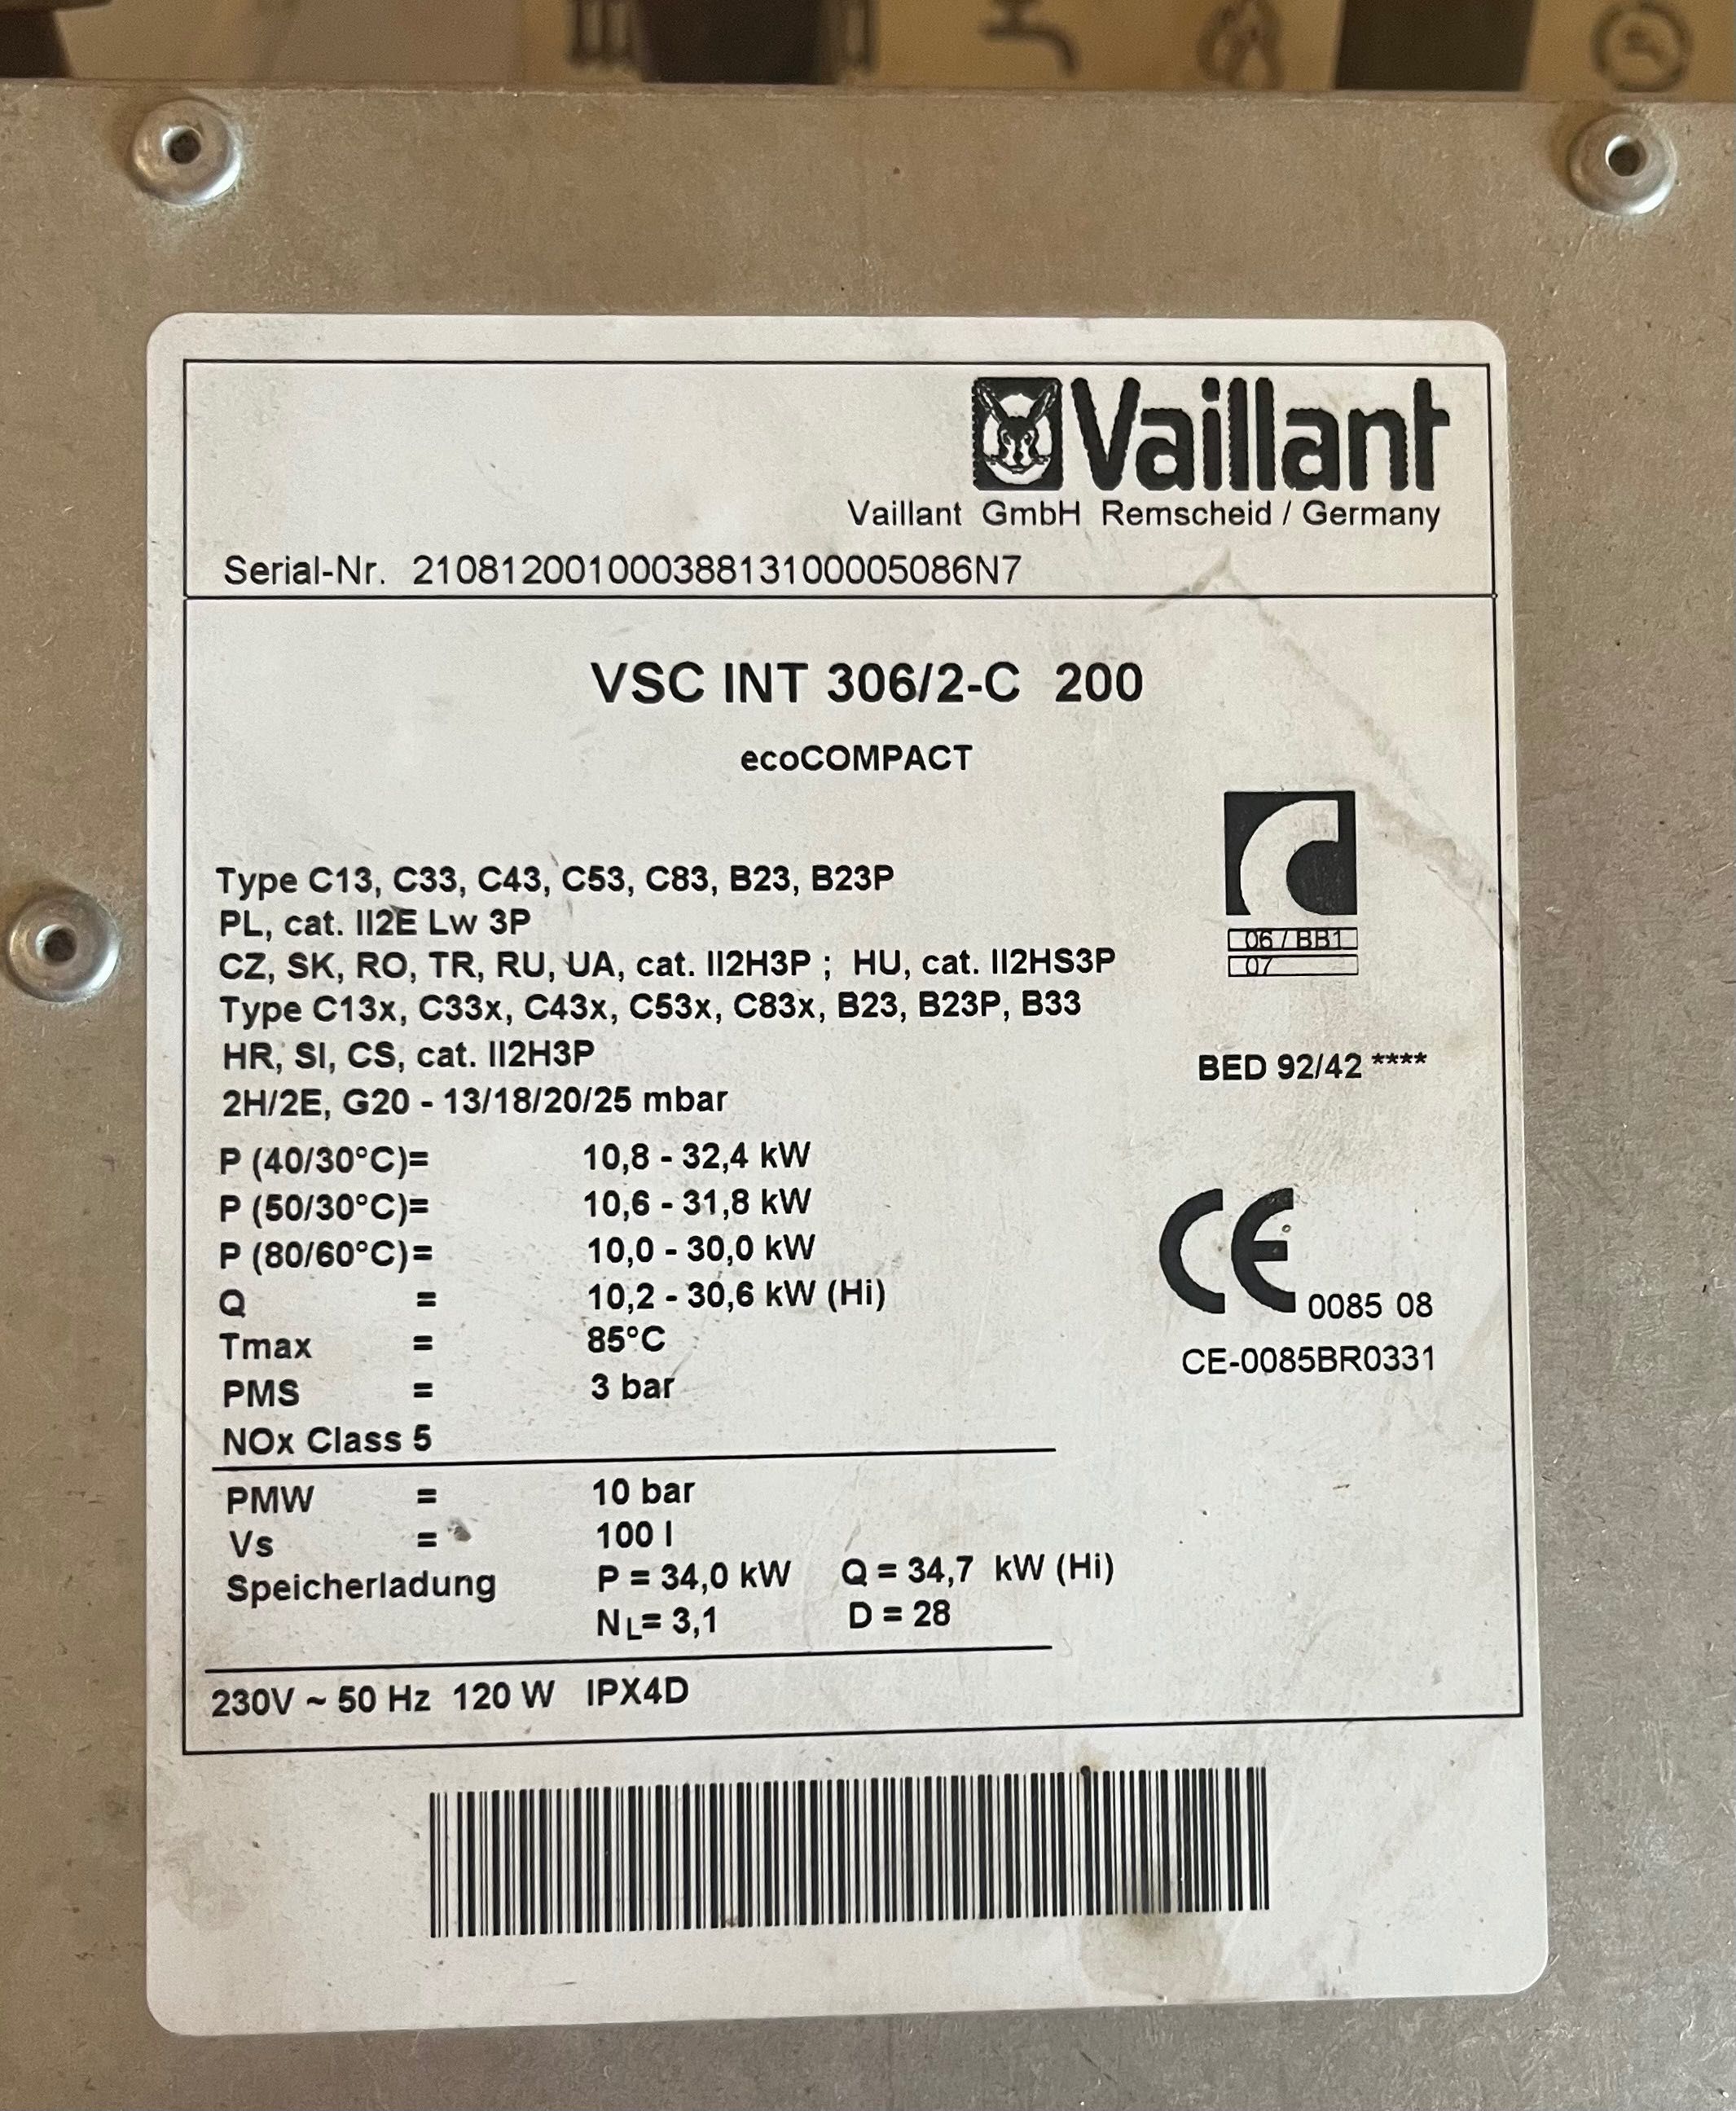 Vaillant
Vaillant GmbH Remscheid / Germany
Serial-Nr. 21081200100038813100005086N7
VSC INT 306/2-C 200
ecoCOMPACT
Type C13, C33, C43, C53, C83, B23, B23P
PL, cat. II2E Lw 3P
CZ, SK, RO, TR, RU, UA, cat. II2H3P ; HU, cat. II2HS3P
06 / BB1
07
Type C13x, C33x, C43x, C53x, C83x, B23, B23P, B33
HR, SI, CS, cat. II2H3P
BED 92/42 ****
2H/2E, G20 - 13/18/20/25 mbar
P (40/30°C)= 10,8 - 32,4 kW
P (50/30°C)= 10,6 - 31,8 kW
P (80/60°C)= 10,0 - 30,0 kW
Q = 10,2 - 30,6 kW (Hi)
CE 0085 08
Tmax = 85°C
CE-0085BR0331
PMS = 3 bar
NOx Class 5
PMW = 10 bar
Vs = 100 l
Speicherladung P = 34,0 kW Q = 34,7 kW (Hi)
NL= 3,1 D = 28
230V ~ 50 Hz 120 W IPX4D